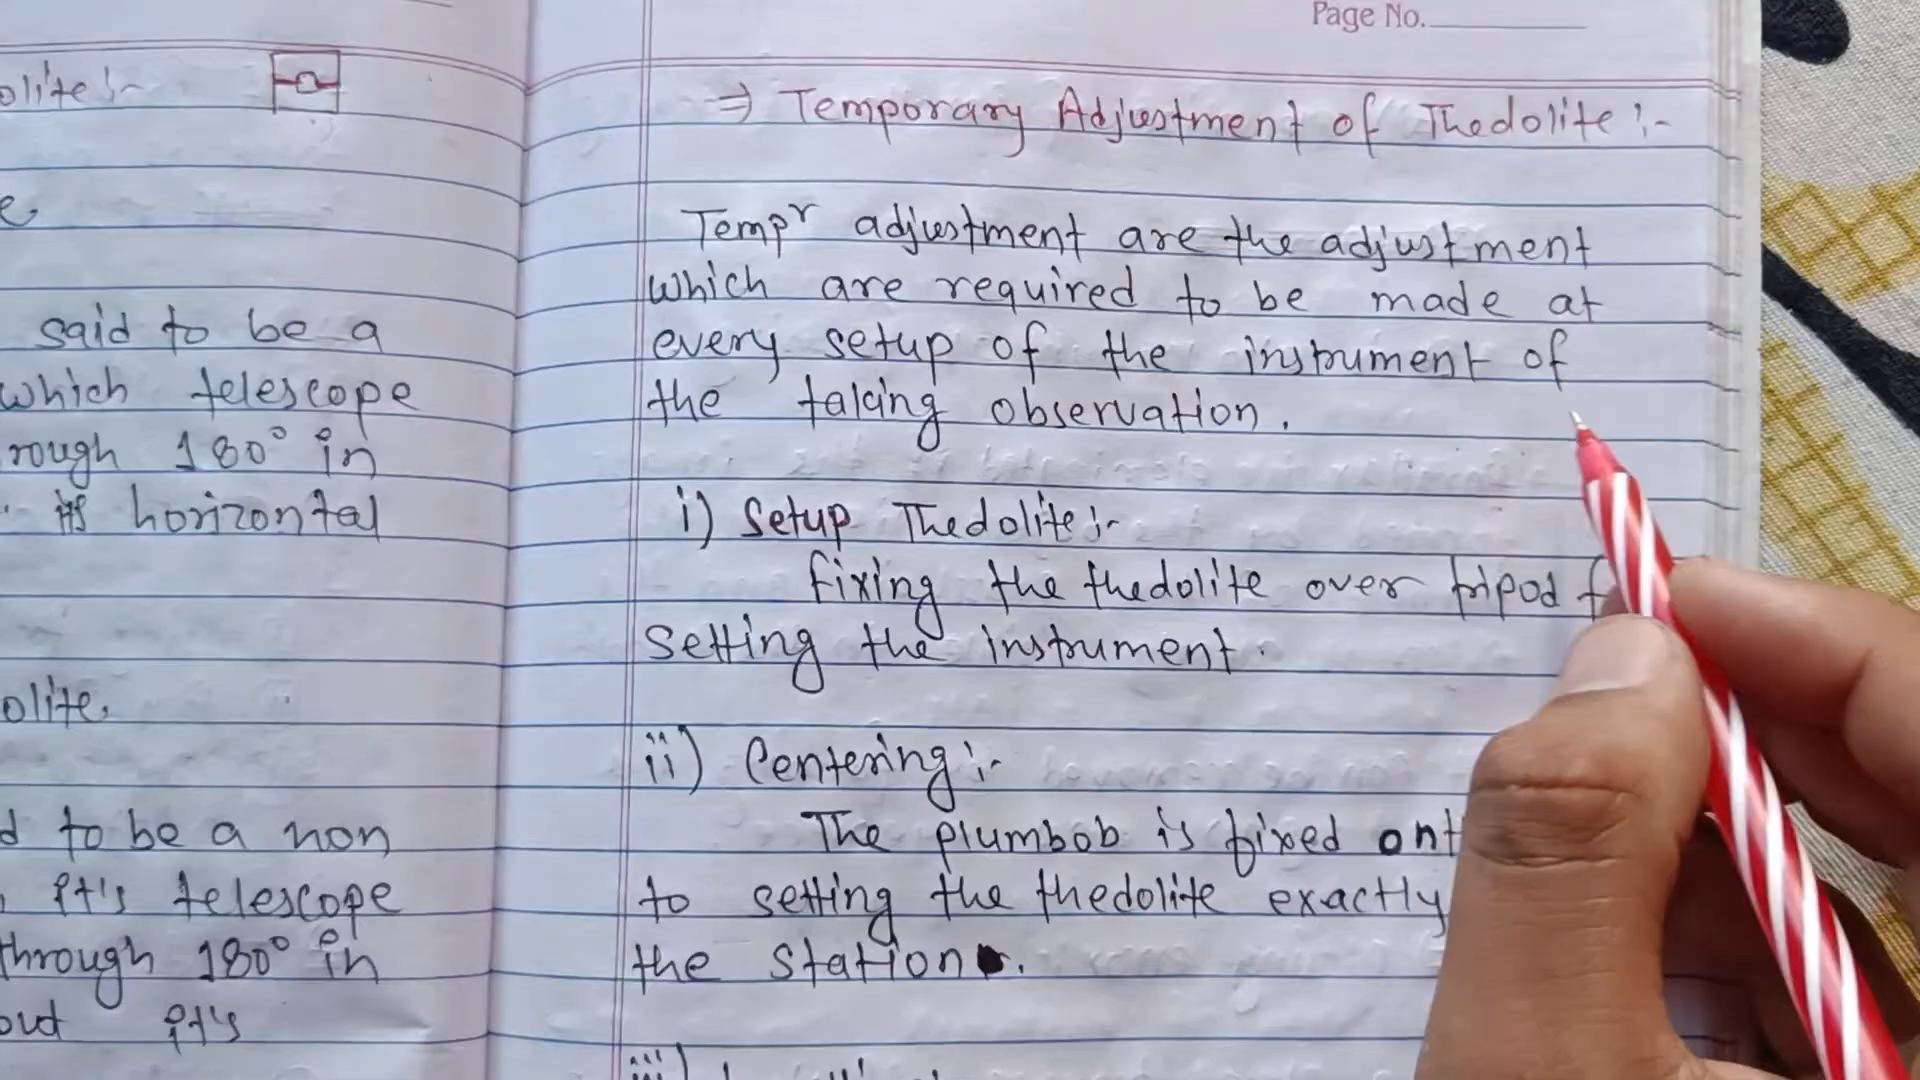 olite :-
e
said to be a
which telescope
rough 180° in
its horizontal
olite.
d to be a non
it's telescope
through 180° in
out it's
Page No.
⇒ Temporary Adjustment of Thedolite :-
Tempr adjustment are the adjustment
which are required to be made at
every setup of the instrument of
the taking observation.
i) Setup Thedolite :-
fixing the thedolite over tripod f
setting the instrument.
ii) Centering :-
The plumbob is fixed ont
to setting the thedolite exactly
the station.
iii)